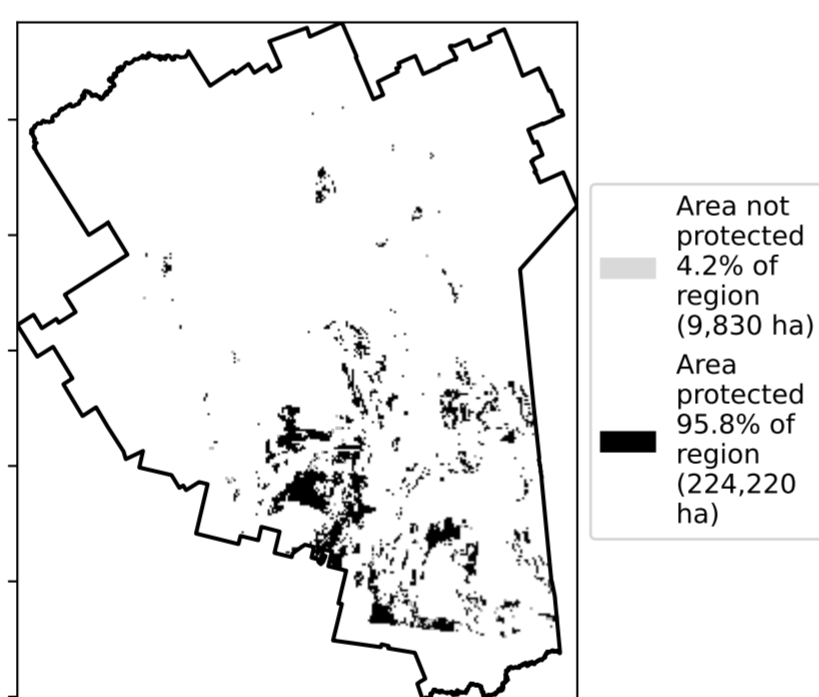 Area not
protected
4.2% of
region
(9,830 ha)
Area
protected
95.8% of
region
(224,220
ha)